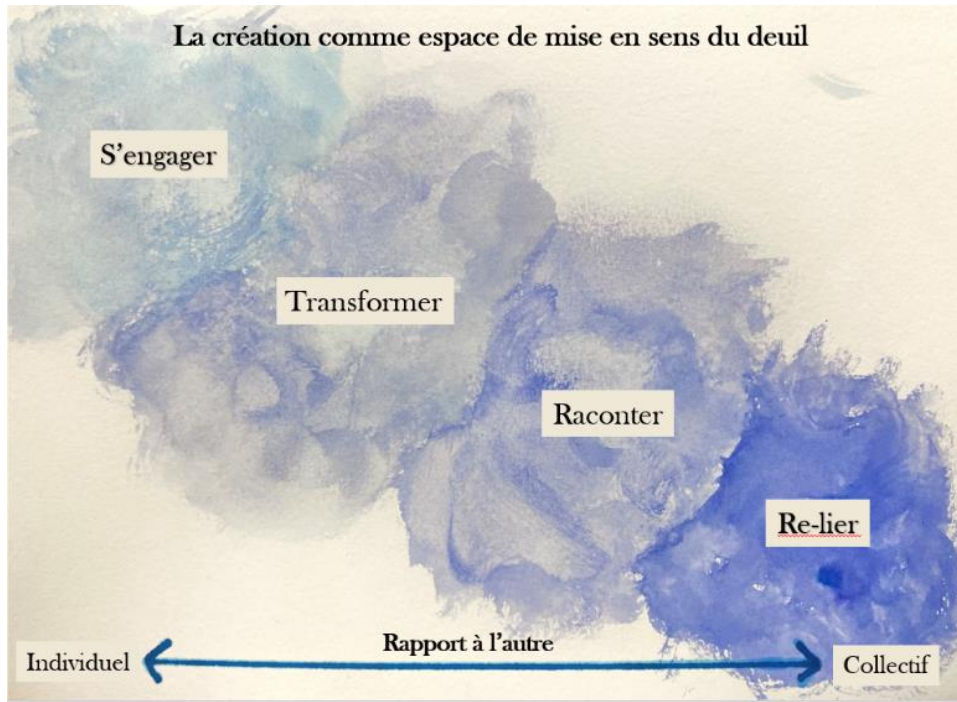 La création comme espace de mise en sens du deuil
S'engager
Transformer
Raconter
Re-lier
Rapport à l'autre
Individuel
Collectif